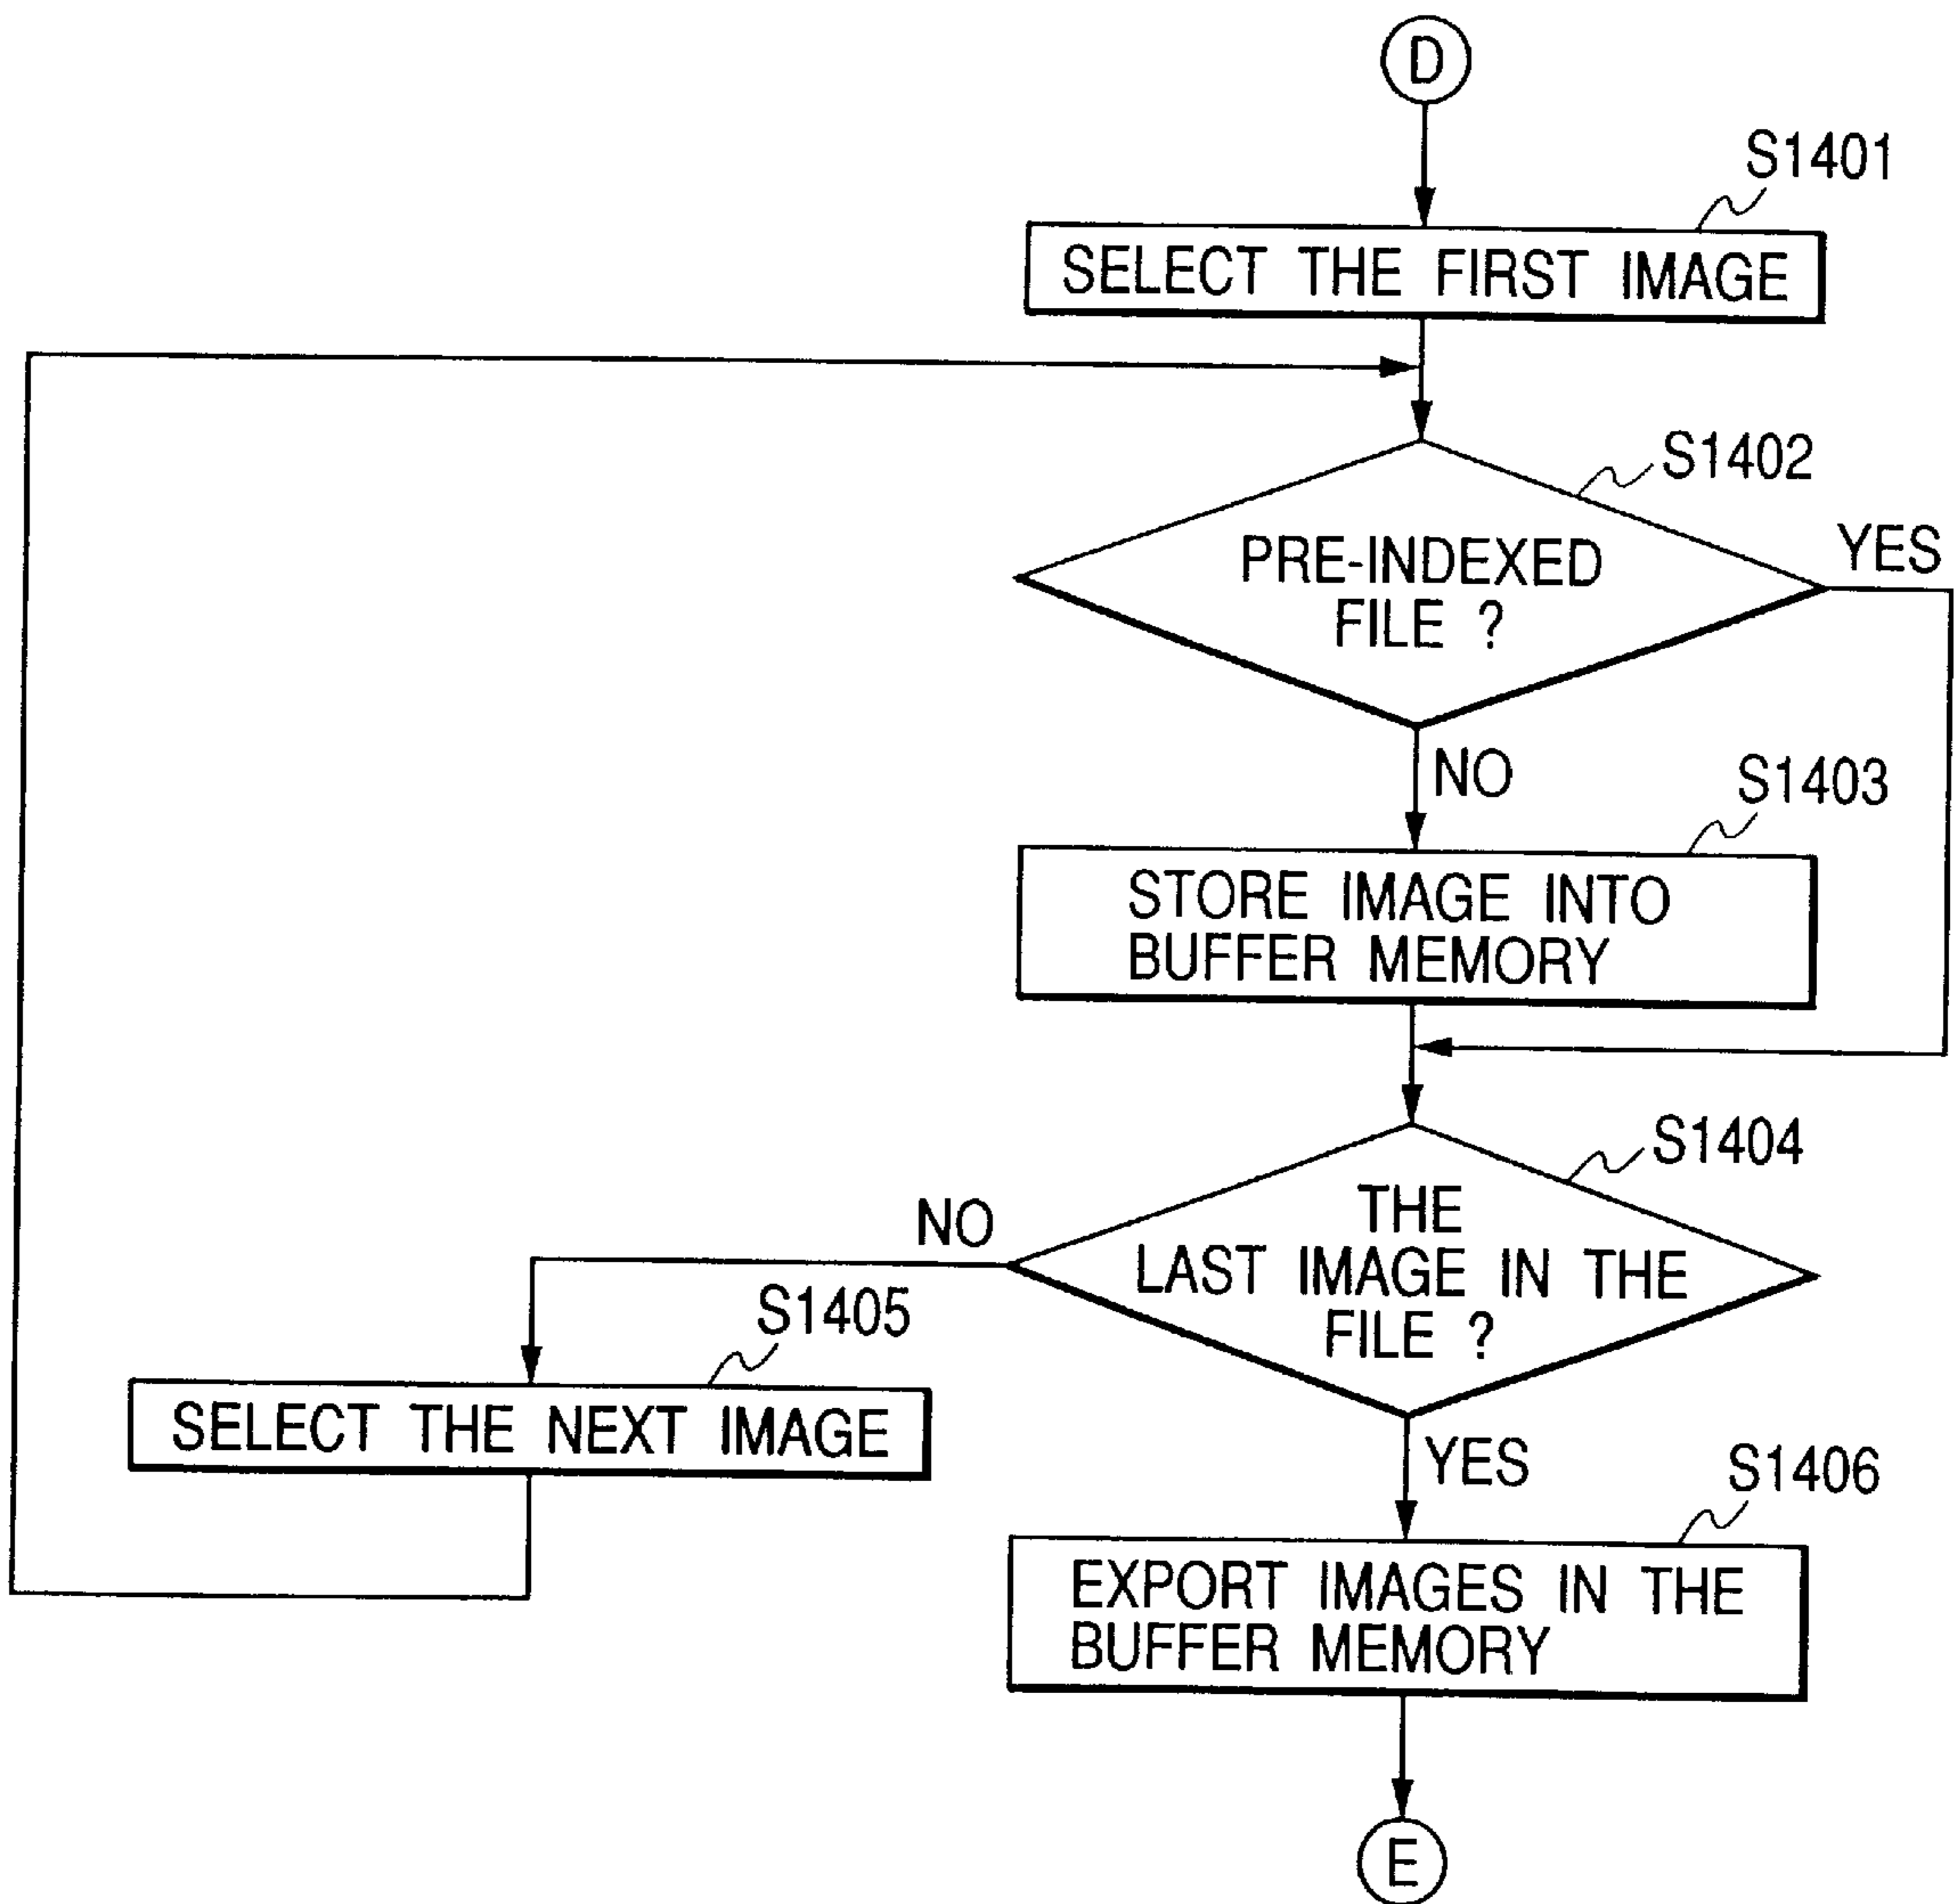 D
S1401
SELECT THE FIRST IMAGE
S1402
PRE-INDEXED
FILE ?
YES
NO
S1403
STORE IMAGE INTO
BUFFER MEMORY
S1404
THE
LAST IMAGE IN THE
FILE ?
NO
S1405
SELECT THE NEXT IMAGE
YES
S1406
EXPORT IMAGES IN THE
BUFFER MEMORY
E